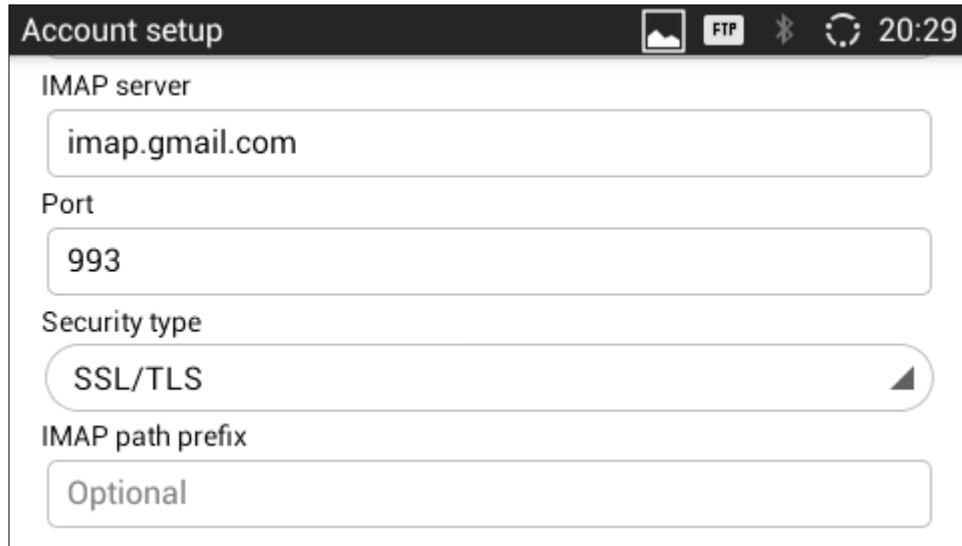 Account setup FTP 20:29
IMAP server
imap.gmail.com
Port
993
Security type
SSL/TLS
IMAP path prefix
Optional